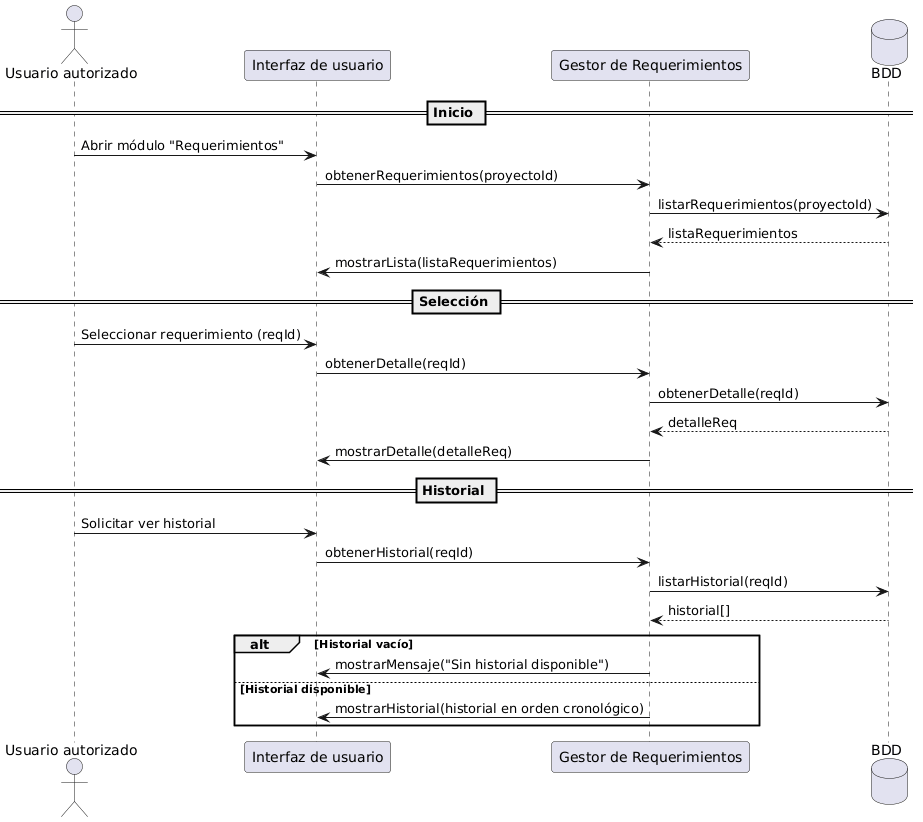 Usuario autorizado
Interfaz de usuario
Gestor de Requerimientos
BDD
Inicio
Abrir módulo "Requerimientos"
obtenerRequerimientos(proyectoId)
listarRequerimientos(proyectoId)
listaRequerimientos
mostrarLista(listaRequerimientos)
Selección
Seleccionar requerimiento (reqId)
obtenerDetalle(reqId)
obtenerDetalle(reqId)
detalleReq
mostrarDetalle(detalleReq)
Historial
Solicitar ver historial
obtenerHistorial(reqId)
listarHistorial(reqId)
historial[]
alt
[Historial vacío]
mostrarMensaje("Sin historial disponible")
[Historial disponible]
mostrarHistorial(historial en orden cronológico)
Usuario autorizado
Interfaz de usuario
Gestor de Requerimientos
BDD